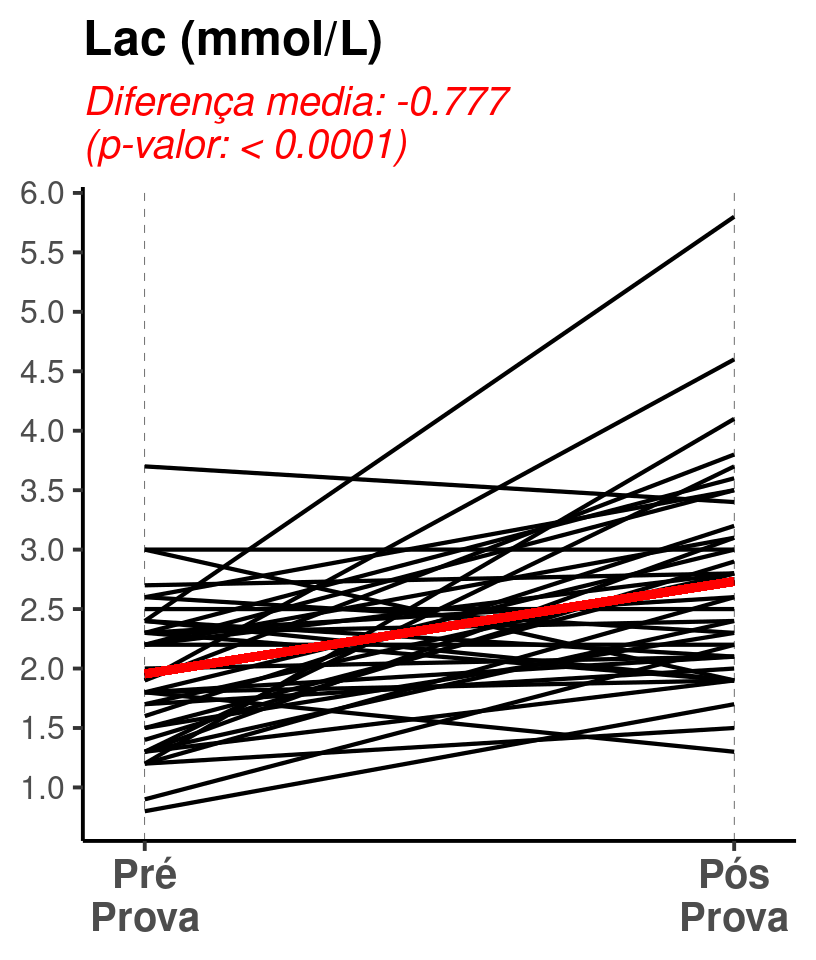 Lac (mmol/L)
Diferença media: -0.777
(p-valor: < 0.0001)
6.0
5.5
5.0
4.5
4.0
3.5
3.0
2.5
2.0
1.5
1.0
Pré
Prova
Pós
Prova